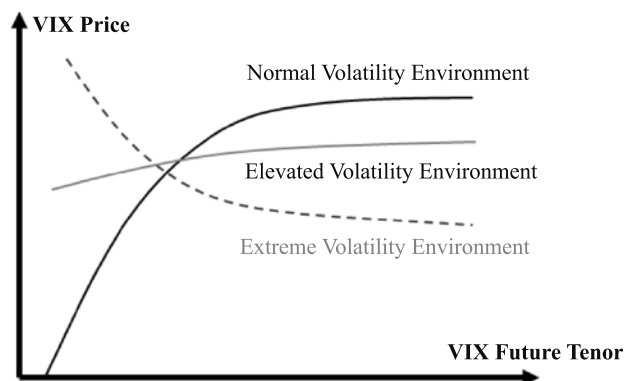 VIX Price
Normal Volatility Environment
Elevated Volatility Environment
Extreme Volatility Environment
VIX Future Tenor